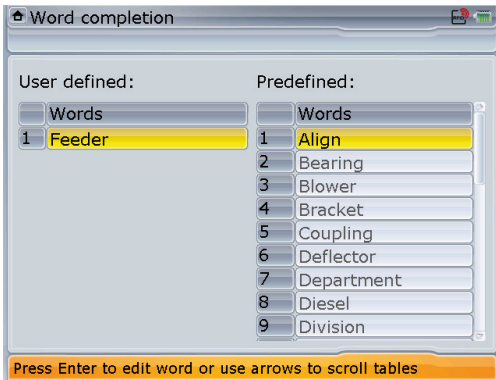 Word completion
User defined:
Words
1 Feeder
Predefined:
Words
1 Align
2 Bearing
3 Blower
4 Bracket
5 Coupling
6 Deflector
7 Department
8 Diesel
9 Division
Press Enter to edit word or use arrows to scroll tables